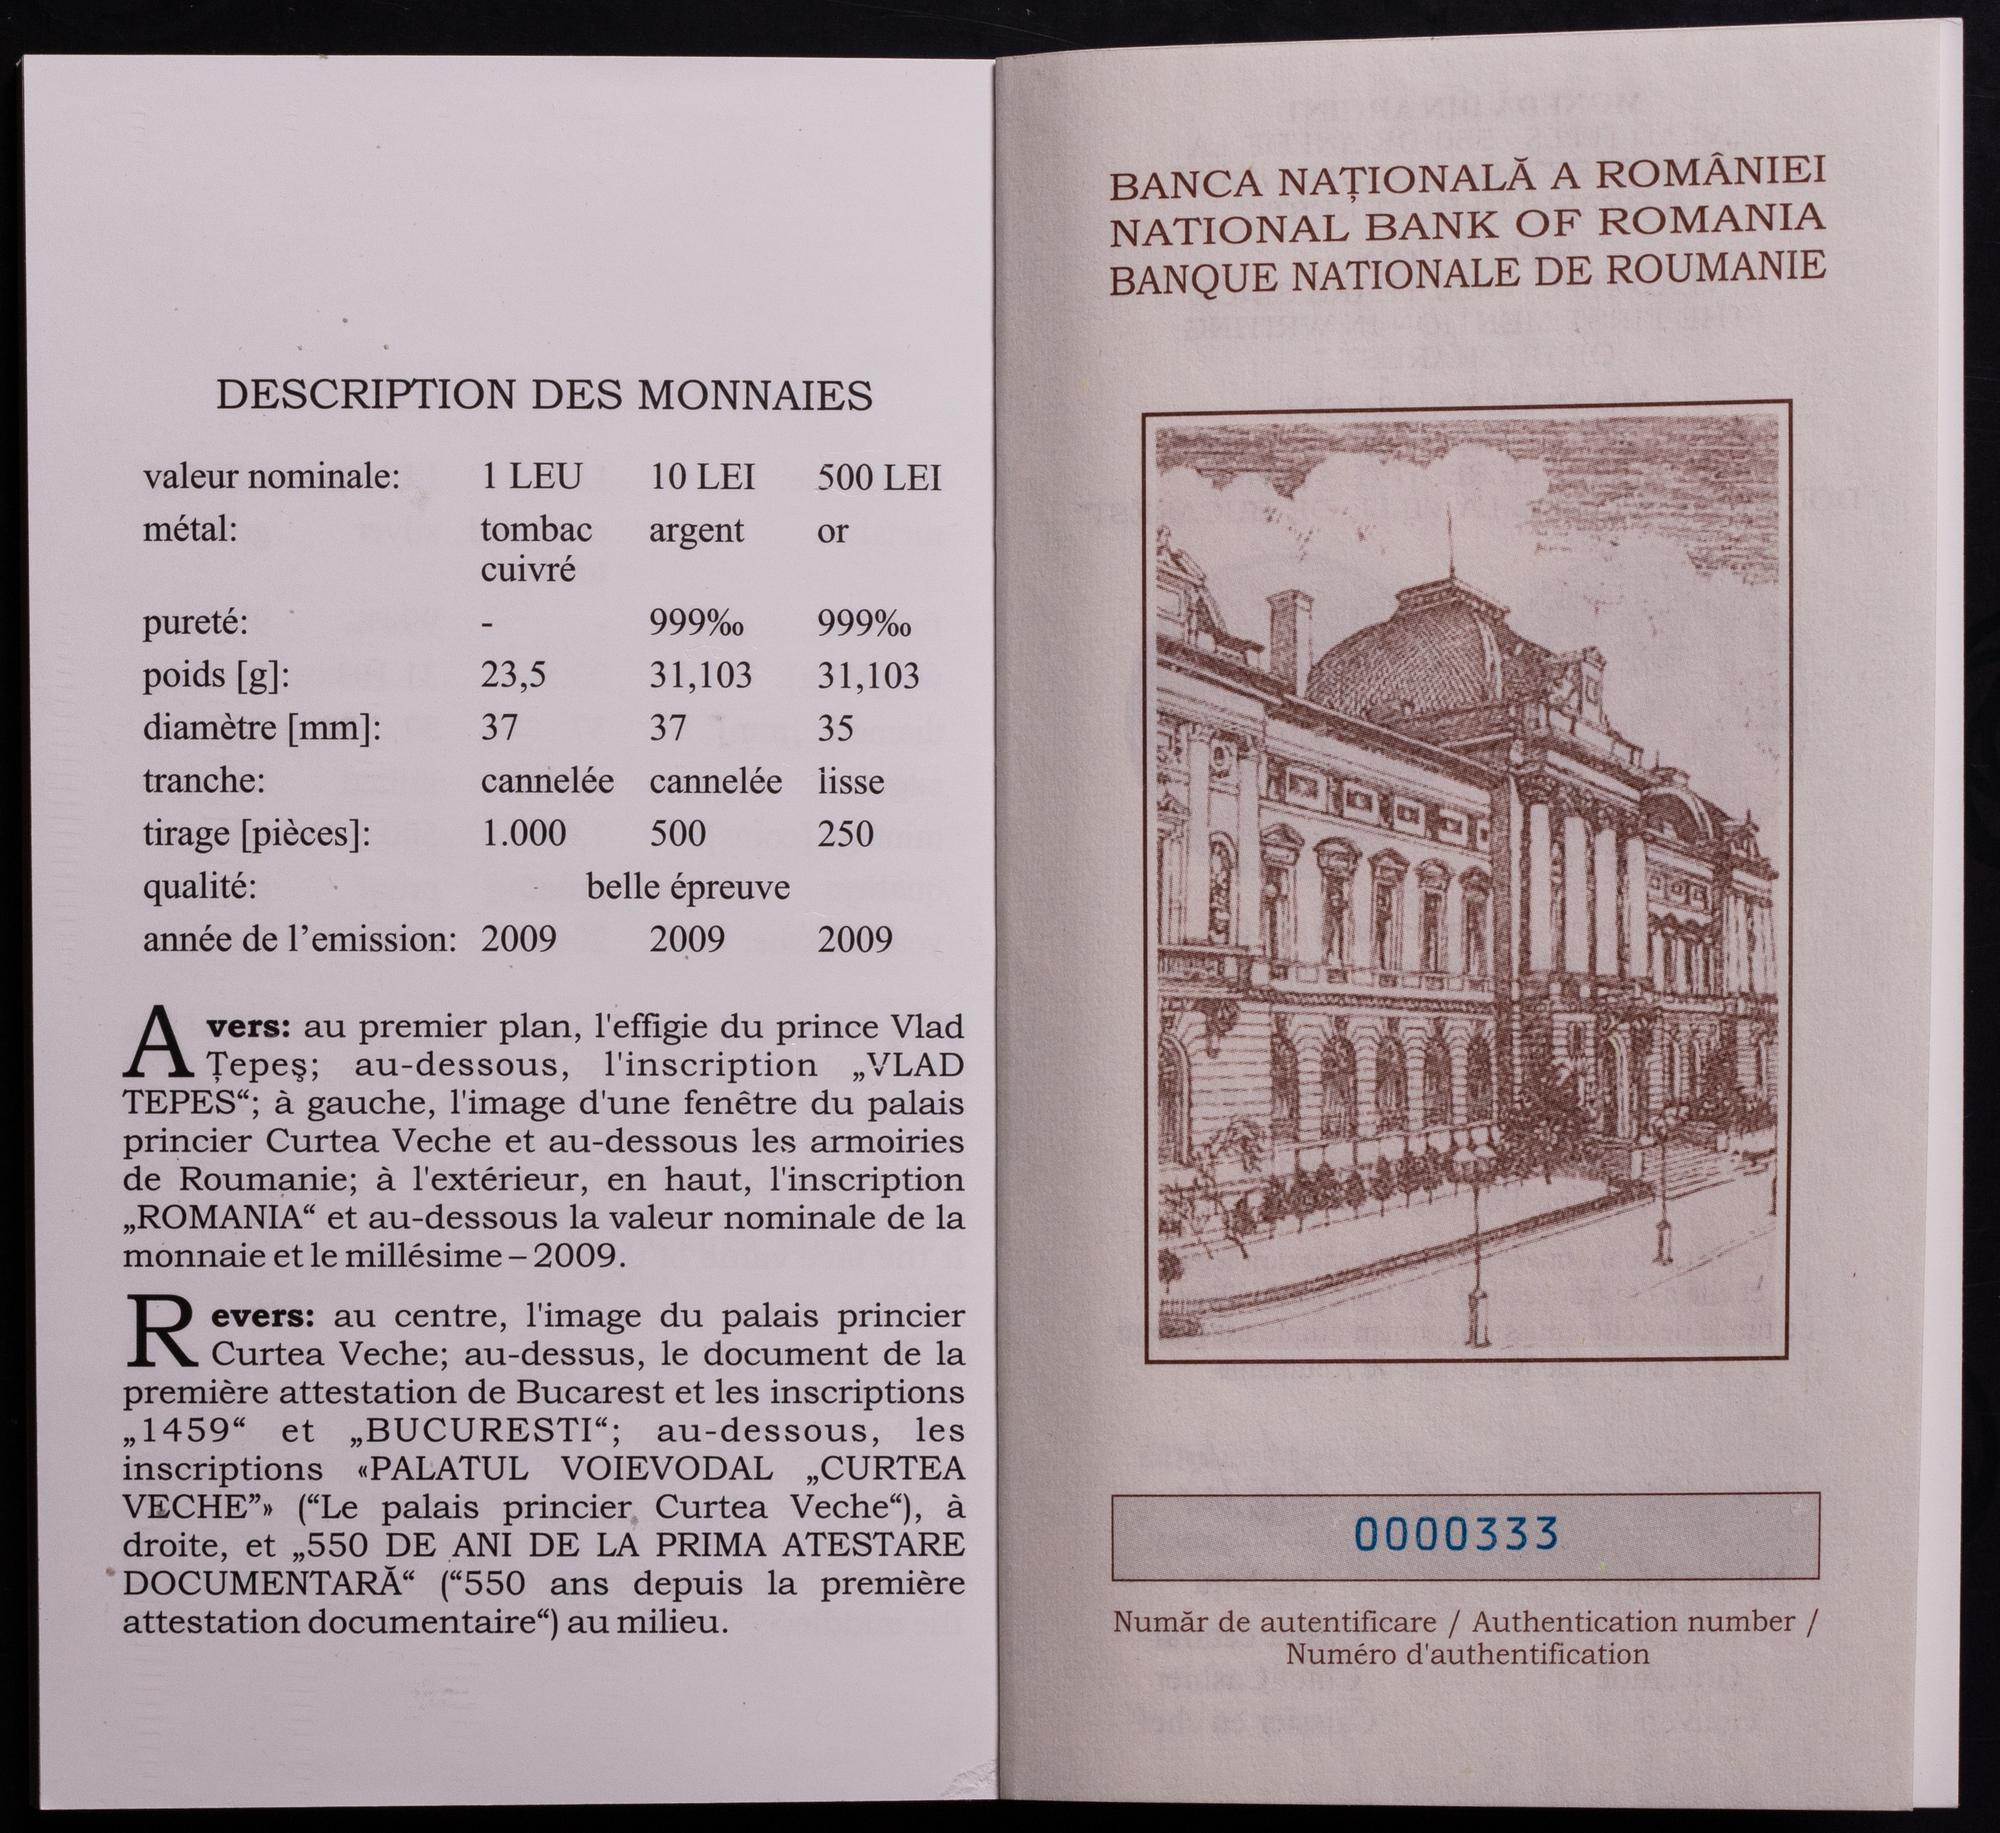 DESCRIPTION DES MONNAIES
valeur nominale: 1 LEU 10 LEI 500 LEI
métal: tombac argent or
cuivré
pureté: - 999‰ 999‰
poids [g]: 23,5 31,103 31,103
diamètre [mm]: 37 37 35
tranche: cannelée cannelée lisse
tirage [pièces]: 1.000 500 250
qualité: belle épreuve
année de l’emission: 2009 2009 2009
Avers: au premier plan, l'effigie du prince Vlad
Ţepeş; au-dessous, l'inscription „VLAD
TEPES“; à gauche, l'image d'une fenêtre du palais
princier Curtea Veche et au-dessous les armoiries
de Roumanie; à l'extérieur, en haut, l'inscription
„ROMANIA“ et au-dessous la valeur nominale de la
monnaie et le millésime – 2009.
Revers: au centre, l'image du palais princier
Curtea Veche; au-dessus, le document de la
première attestation de Bucarest et les inscriptions
„1459“ et „BUCURESTI“; au-dessous, les
inscriptions «PALATUL VOIEVODAL „CURTEA
VECHE”» (“Le palais princier Curtea Veche“), à
droite, et „550 DE ANI DE LA PRIMA ATESTARE
DOCUMENTARĂ“ (“550 ans depuis la première
attestation documentaire“) au milieu.
BANCA NAȚIONALĂ A ROMÂNIEI
NATIONAL BANK OF ROMANIA
BANQUE NATIONALE DE ROUMANIE
0000333
Număr de autentificare / Authentication number /
Numéro d'authentification